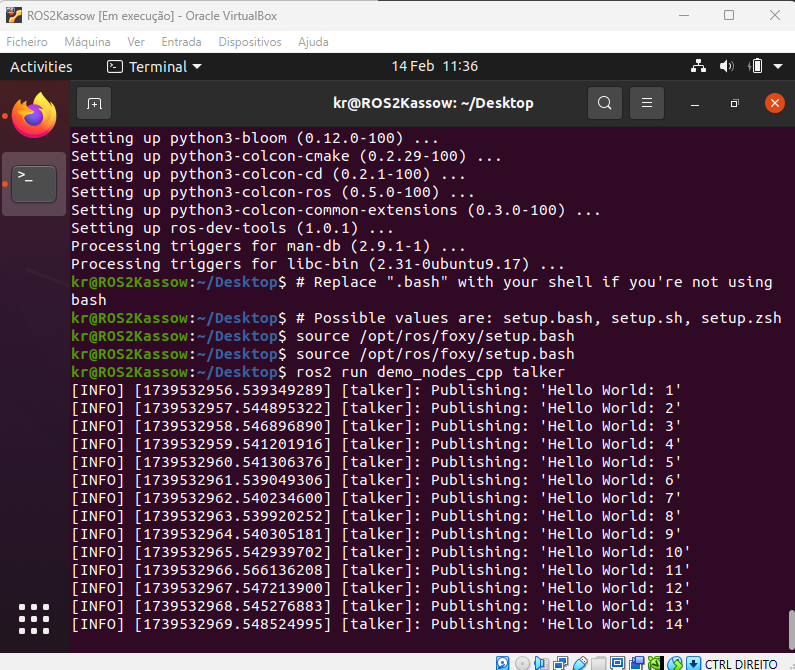 ROS2Kassow [Em execução] - Oracle VirtualBox
Ficheiro Máquina Ver Entrada Dispositivos Ajuda
Activities Terminal 14 Feb 11:36
kr@ROS2Kassow: ~/Desktop
Setting up python3-bloom (0.12.0-100) ...
Setting up python3-colcon-cmake (0.2.29-100) ...
Setting up python3-colcon-cd (0.2.1-100) ...
Setting up python3-colcon-ros (0.5.0-100) ...
Setting up python3-colcon-common-extensions (0.3.0-100) ...
Setting up ros-dev-tools (1.0.1) ...
Processing triggers for man-db (2.9.1-1) ...
Processing triggers for libc-bin (2.31-0ubuntu9.17) ...
kr@ROS2Kassow:~/Desktop$ # Replace ".bash" with your shell if you're not using
bash
kr@ROS2Kassow:~/Desktop$ # Possible values are: setup.bash, setup.sh, setup.zsh
kr@ROS2Kassow:~/Desktop$ source /opt/ros/foxy/setup.bash
kr@ROS2Kassow:~/Desktop$ source /opt/ros/foxy/setup.bash
kr@ROS2Kassow:~/Desktop$ ros2 run demo_nodes_cpp talker
[INFO] [1739532956.539349289] [talker]: Publishing: 'Hello World: 1'
[INFO] [1739532957.544895322] [talker]: Publishing: 'Hello World: 2'
[INFO] [1739532958.546896890] [talker]: Publishing: 'Hello World: 3'
[INFO] [1739532959.541201916] [talker]: Publishing: 'Hello World: 4'
[INFO] [1739532960.541306376] [talker]: Publishing: 'Hello World: 5'
[INFO] [1739532961.539049306] [talker]: Publishing: 'Hello World: 6'
[INFO] [1739532962.540234600] [talker]: Publishing: 'Hello World: 7'
[INFO] [1739532963.539920252] [talker]: Publishing: 'Hello World: 8'
[INFO] [1739532964.540305181] [talker]: Publishing: 'Hello World: 9'
[INFO] [1739532965.542939702] [talker]: Publishing: 'Hello World: 10'
[INFO] [1739532966.566136208] [talker]: Publishing: 'Hello World: 11'
[INFO] [1739532967.547213900] [talker]: Publishing: 'Hello World: 12'
[INFO] [1739532968.545276883] [talker]: Publishing: 'Hello World: 13'
[INFO] [1739532969.548524995] [talker]: Publishing: 'Hello World: 14'
CTRL DIREITO